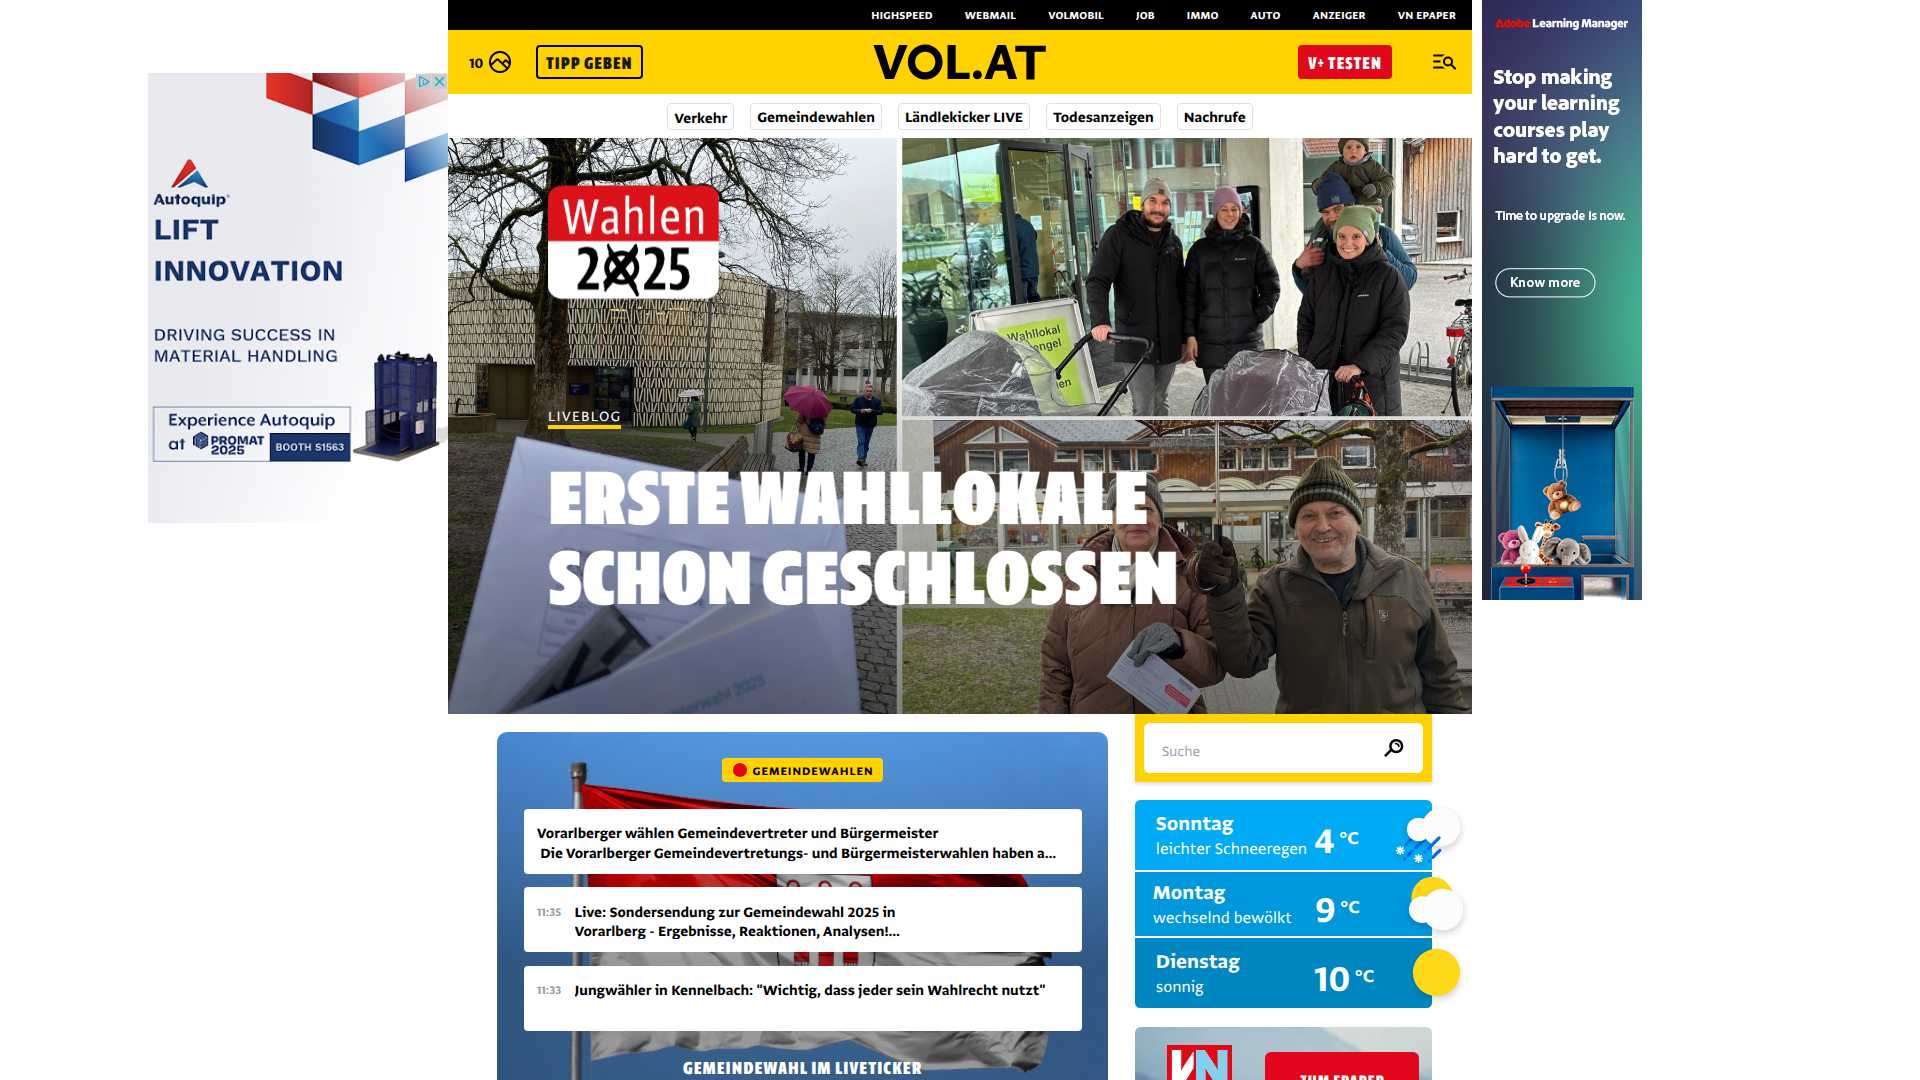 HIGHSPEED
WEBMAIL
VOLMOBIL
JOB
IMMO
AUTO
ANZEIGER
VN EPAPER
10
TIPP GEBEN
VOL.AT
V+ TESTEN
Verkehr
Gemeindewahlen
Ländlekicker LIVE
Todesanzeigen
Nachrufe
Autoquip
LIFT
INNOVATION
DRIVING SUCCESS IN
MATERIAL HANDLING
Experience Autoquip
at PROMAT 2025 BOOTH S1563
Adobe Learning Manager
Stop making
your learning
courses play
hard to get.
Time to upgrade is now.
Know more
Wahlen
2025
Wahllokal
LIVEBLOG
ERSTE WAHLLOKALE
SCHON GESCHLOSSEN
GEMEINDEWAHLEN
Vorarlberger wählen Gemeindevertreter und Bürgermeister
Die Vorarlberger Gemeindevertretungs- und Bürgermeisterwahlen haben a...
11:35 Live: Sondersendung zur Gemeindewahl 2025 in
Vorarlberg - Ergebnisse, Reaktionen, Analysen!...
11:33 Jungwähler in Kennelbach: "Wichtig, dass jeder sein Wahlrecht nutzt"
GEMEINDEWAHL IM LIVETICKER
Suche
Sonntag
leichter Schneeregen 4 °C
Montag
wechselnd bewölkt 9 °C
Dienstag
sonnig 10 °C
VN
ZUM EPAPER